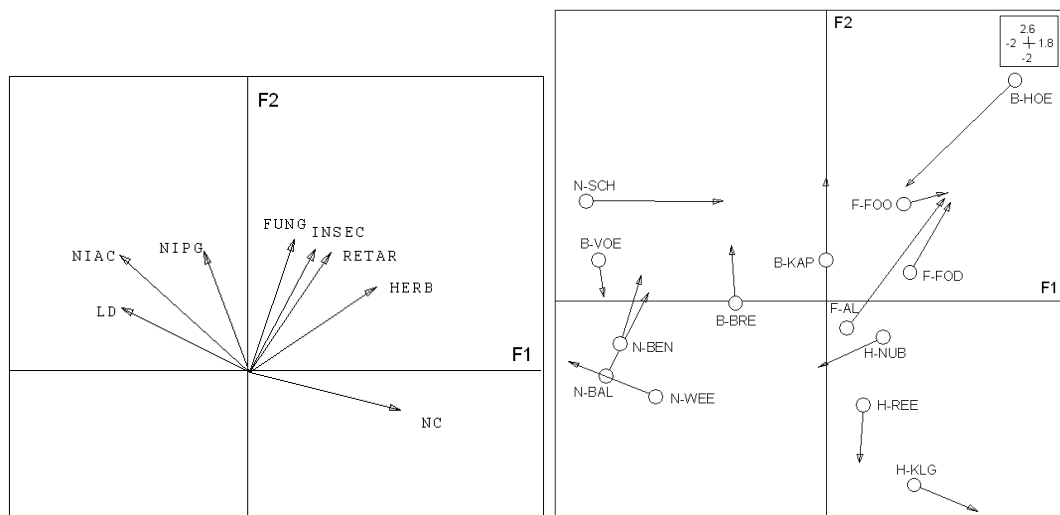 F2
FUNG
INSEC
NIPG
NIAC
RETAR
HERB
LD
F1
NC
F2
2.6
-2 1.8
-2
B-HOE
N-SCH
F-FOO
B-VOE
B-KAP
F-FOD
F1
B-BRE
F-AL
N-BEN
H-NUB
N-BAL
N-WEE
H-REE
H-KLG